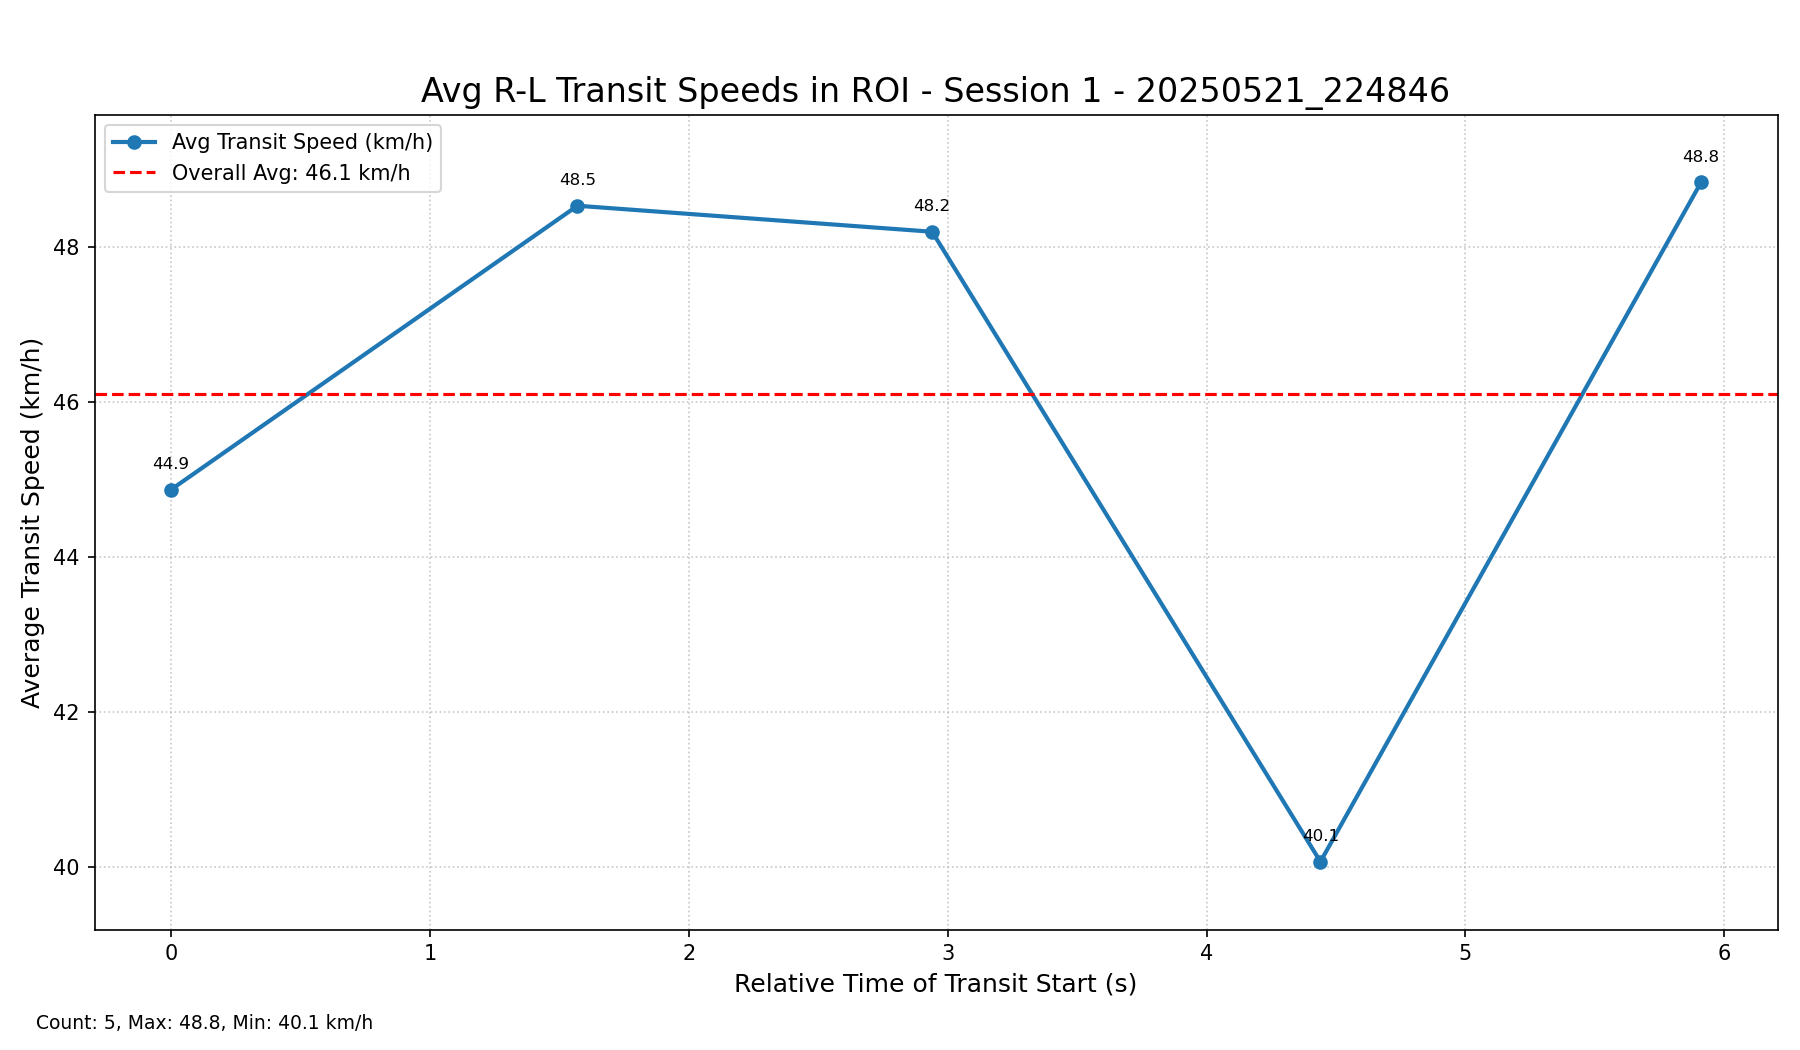 Avg R-L Transit Speeds in ROI - Session 1 - 20250521_224846
Avg Transit Speed (km/h)
Overall Avg: 46.1 km/h
Average Transit Speed (km/h)
48
46
44
42
40
44.9
48.5
48.2
40.1
48.8
0 1 2 3 4 5 6
Relative Time of Transit Start (s)
Count: 5, Max: 48.8, Min: 40.1 km/h